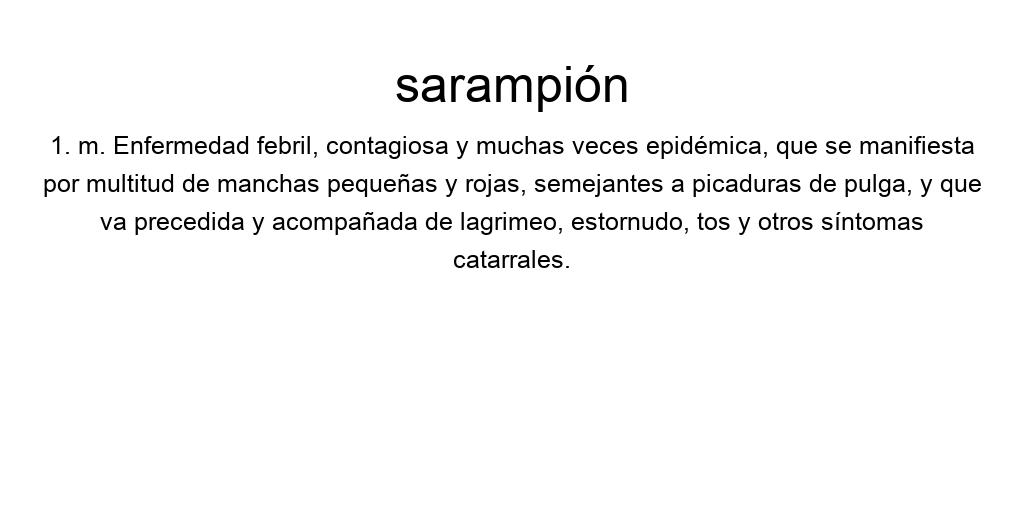 sarampión
1. m. Enfermedad febril, contagiosa y muchas veces epidémica, que se manifiesta
por multitud de manchas pequeñas y rojas, semejantes a picaduras de pulga, y que
va precedida y acompañada de lagrimeo, estornudo, tos y otros síntomas
catarrales.